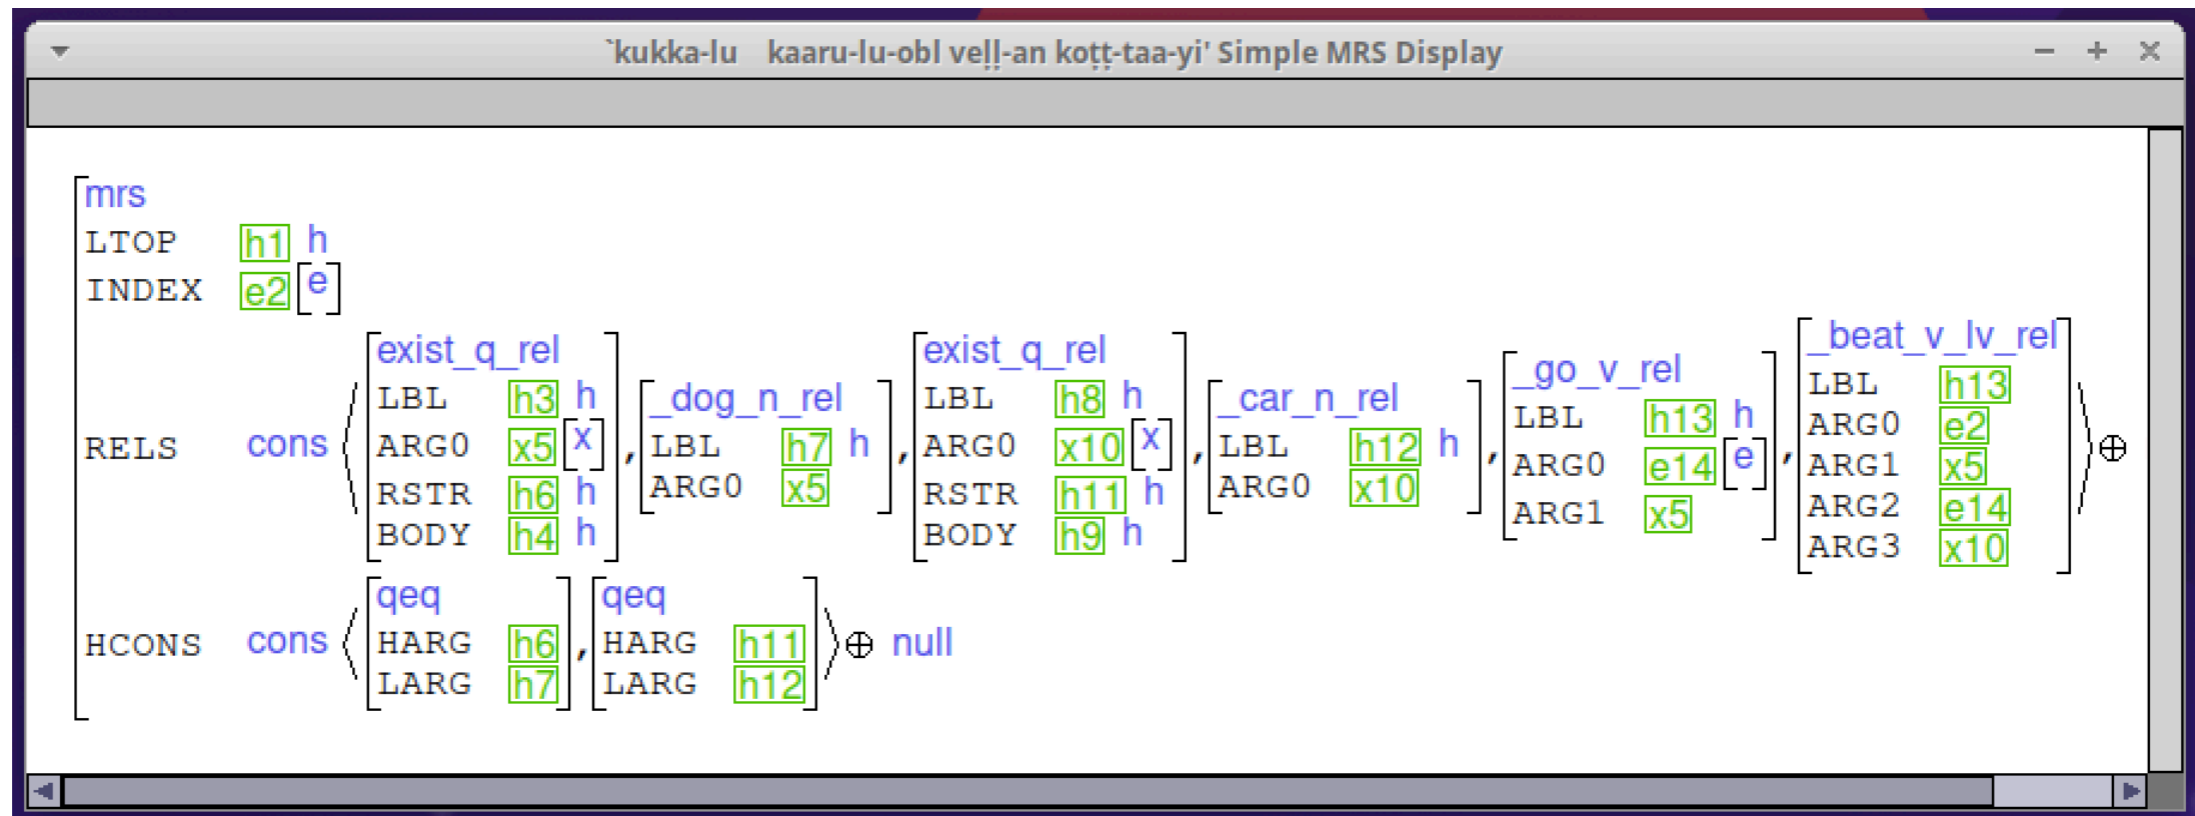 `kukka-lu kaaru-lu-obl veḷḷ-an koṭṭ-taa-yi' Simple MRS Display
mrs
LTOP h1 h
INDEX e2 [e]
RELS cons ⟨ [exist_q_rel LBL h3 h ARG0 x5 [x] RSTR h6 h BODY h4 h], [_dog_n_rel LBL h7 h ARG0 x5], [exist_q_rel LBL h8 h ARG0 x10 [x] RSTR h11 h BODY h9 h], [_car_n_rel LBL h12 h ARG0 x10], [_go_v_rel LBL h13 h ARG0 e14 [e] ARG1 x5], [_beat_v_lv_rel LBL h13 ARG0 e2 ARG1 x5 ARG2 e14 ARG3 x10] ⟩ ⊕
HCONS cons ⟨ [qeq HARG h6 LARG h7], [qeq HARG h11 LARG h12] ⟩ ⊕ null